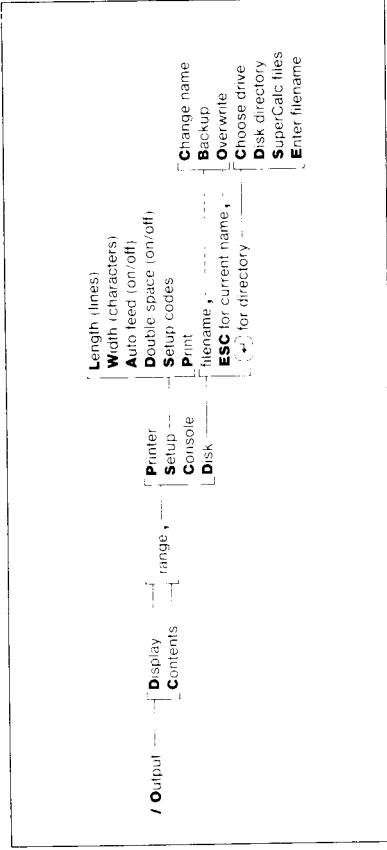 / Output
Display
Contents
range,
Printer
Setup
Console
Disk
Length (lines)
Width (characters)
Auto feed (on/off)
Double space (on/off)
Setup codes
Print
filename,
ESC for current name,
(↵) for directory
Change name
Backup
Overwrite
Choose drive
Disk directory
SuperCalc files
Enter filename